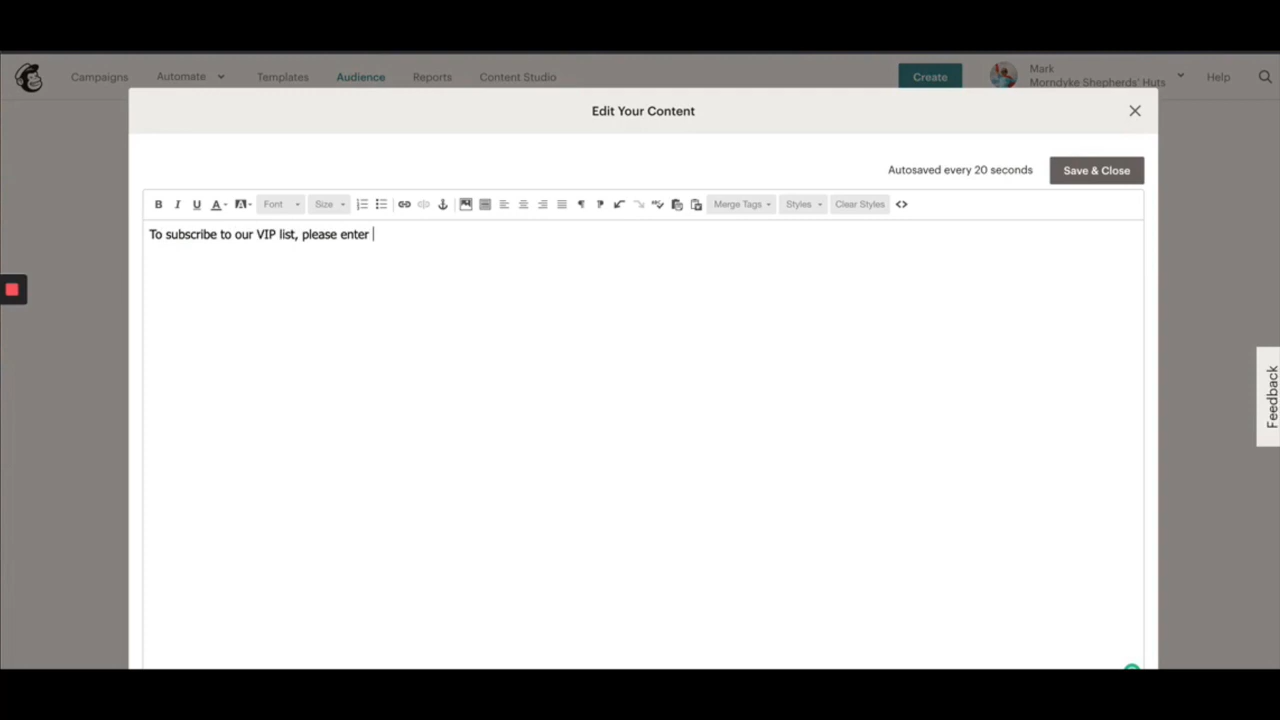 Campaigns Automate Templates Audience Reports Content Studio Create Mark Help
Morndyke Shepherds' Huts
Edit Your Content
Autosaved every 20 seconds Save & Close
B I U A A Font Size Merge Tags Styles Clear Styles
To subscribe to our VIP list, please enter
Feedback